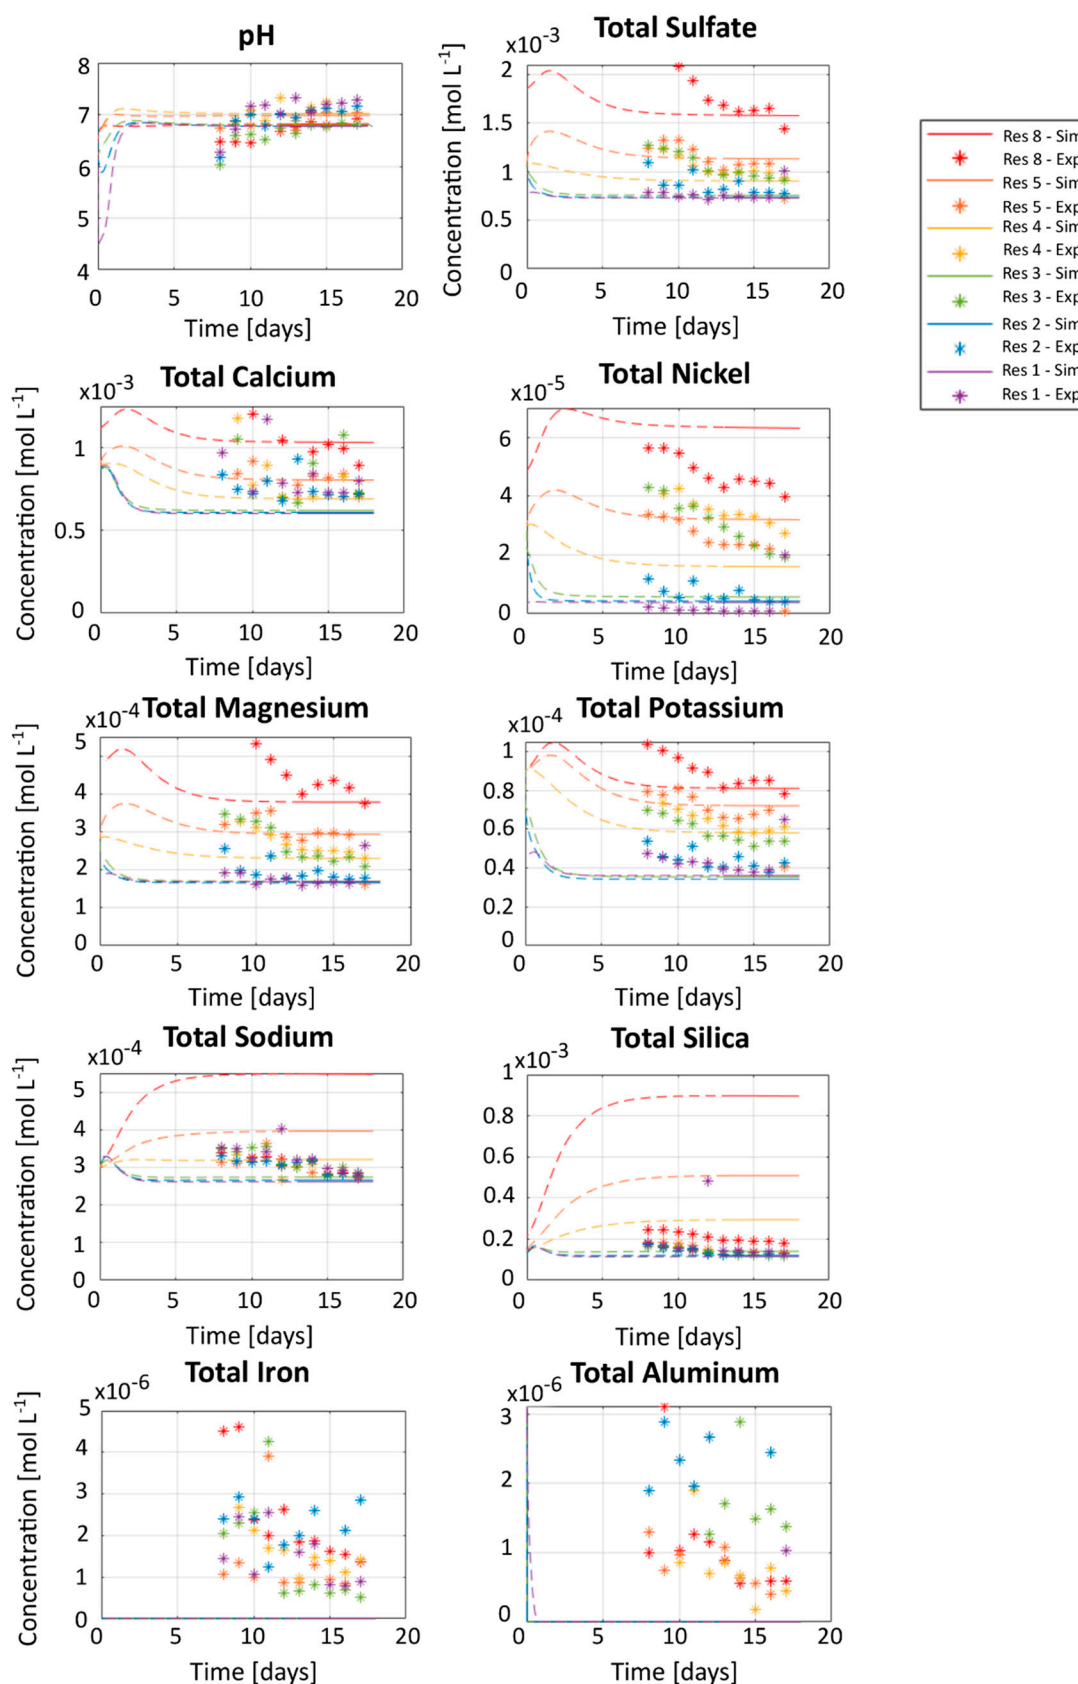 pH
8
7
6
5
4
0 5 10 15 20
Time [days]
Total Sulfate
x10-3
Concentration [mol L-1]
2
1.5
1
0.5
0
0 5 10 15 20
Time [days]
Res 8 - Sim
Res 8 - Exp
Res 5 - Sim
Res 5 - Exp
Res 4 - Sim
Res 4 - Exp
Res 3 - Sim
Res 3 - Exp
Res 2 - Sim
Res 2 - Exp
Res 1 - Sim
Res 1 - Exp
Total Calcium
x10-3
Concentration [mol L-1]
1
0.5
0
0 5 10 15 20
Time [days]
Total Nickel
x10-5
6
4
2
0
0 5 10 15 20
Time [days]
Total Magnesium
x10-4
Concentration [mol L-1]
5
4
3
2
1
0
0 5 10 15 20
Time [days]
Total Potassium
x10-4
1
0.8
0.6
0.4
0.2
0
0 5 10 15 20
Time [days]
Total Sodium
x10-4
Concentration [mol L-1]
5
4
3
2
1
0
0 5 10 15 20
Time [days]
Total Silica
x10-3
1
0.8
0.6
0.4
0.2
0
0 5 10 15 20
Time [days]
Total Iron
x10-6
Concentration [mol L-1]
5
4
3
2
1
0
0 5 10 15 20
Time [days]
Total Aluminum
x10-6
3
2
1
0
0 5 10 15 20
Time [days]